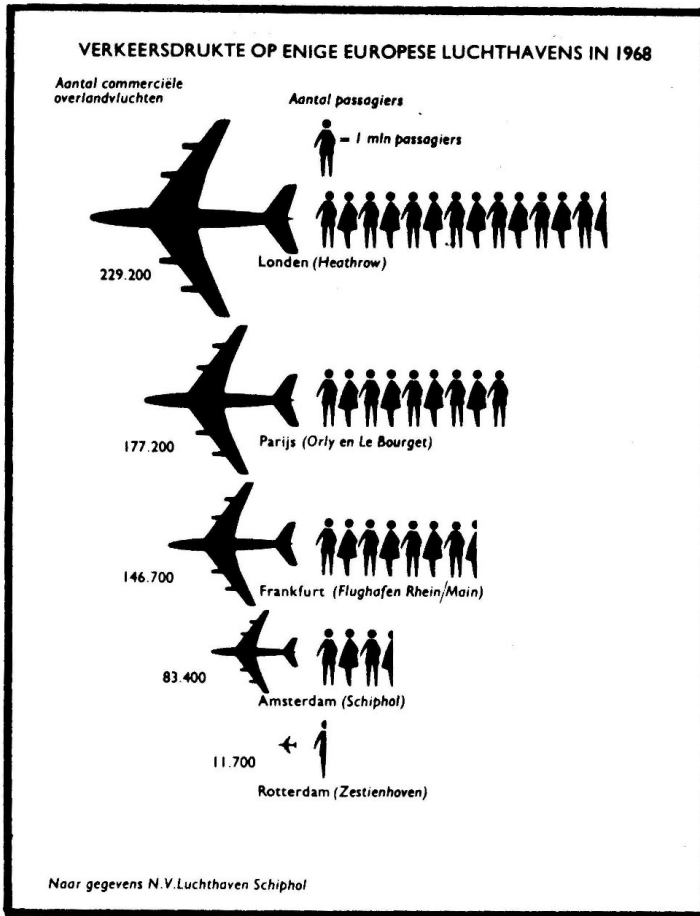 VERKEERSDRUKTE OP ENIGE EUROPESE LUCHTHAVENS IN 1968
Aantal commerciële
overlandvluchten
Aantal passagiers
= 1 mln passagiers
229.200
Londen (Heathrow)
177.200
Parijs (Orly en Le Bourget)
146.700
Frankfurt (Flughafen Rhein/Main)
83.400
Amsterdam (Schiphol)
11.700
Rotterdam (Zestienhoven)
Naar gegevens N.V. Luchthaven Schiphol